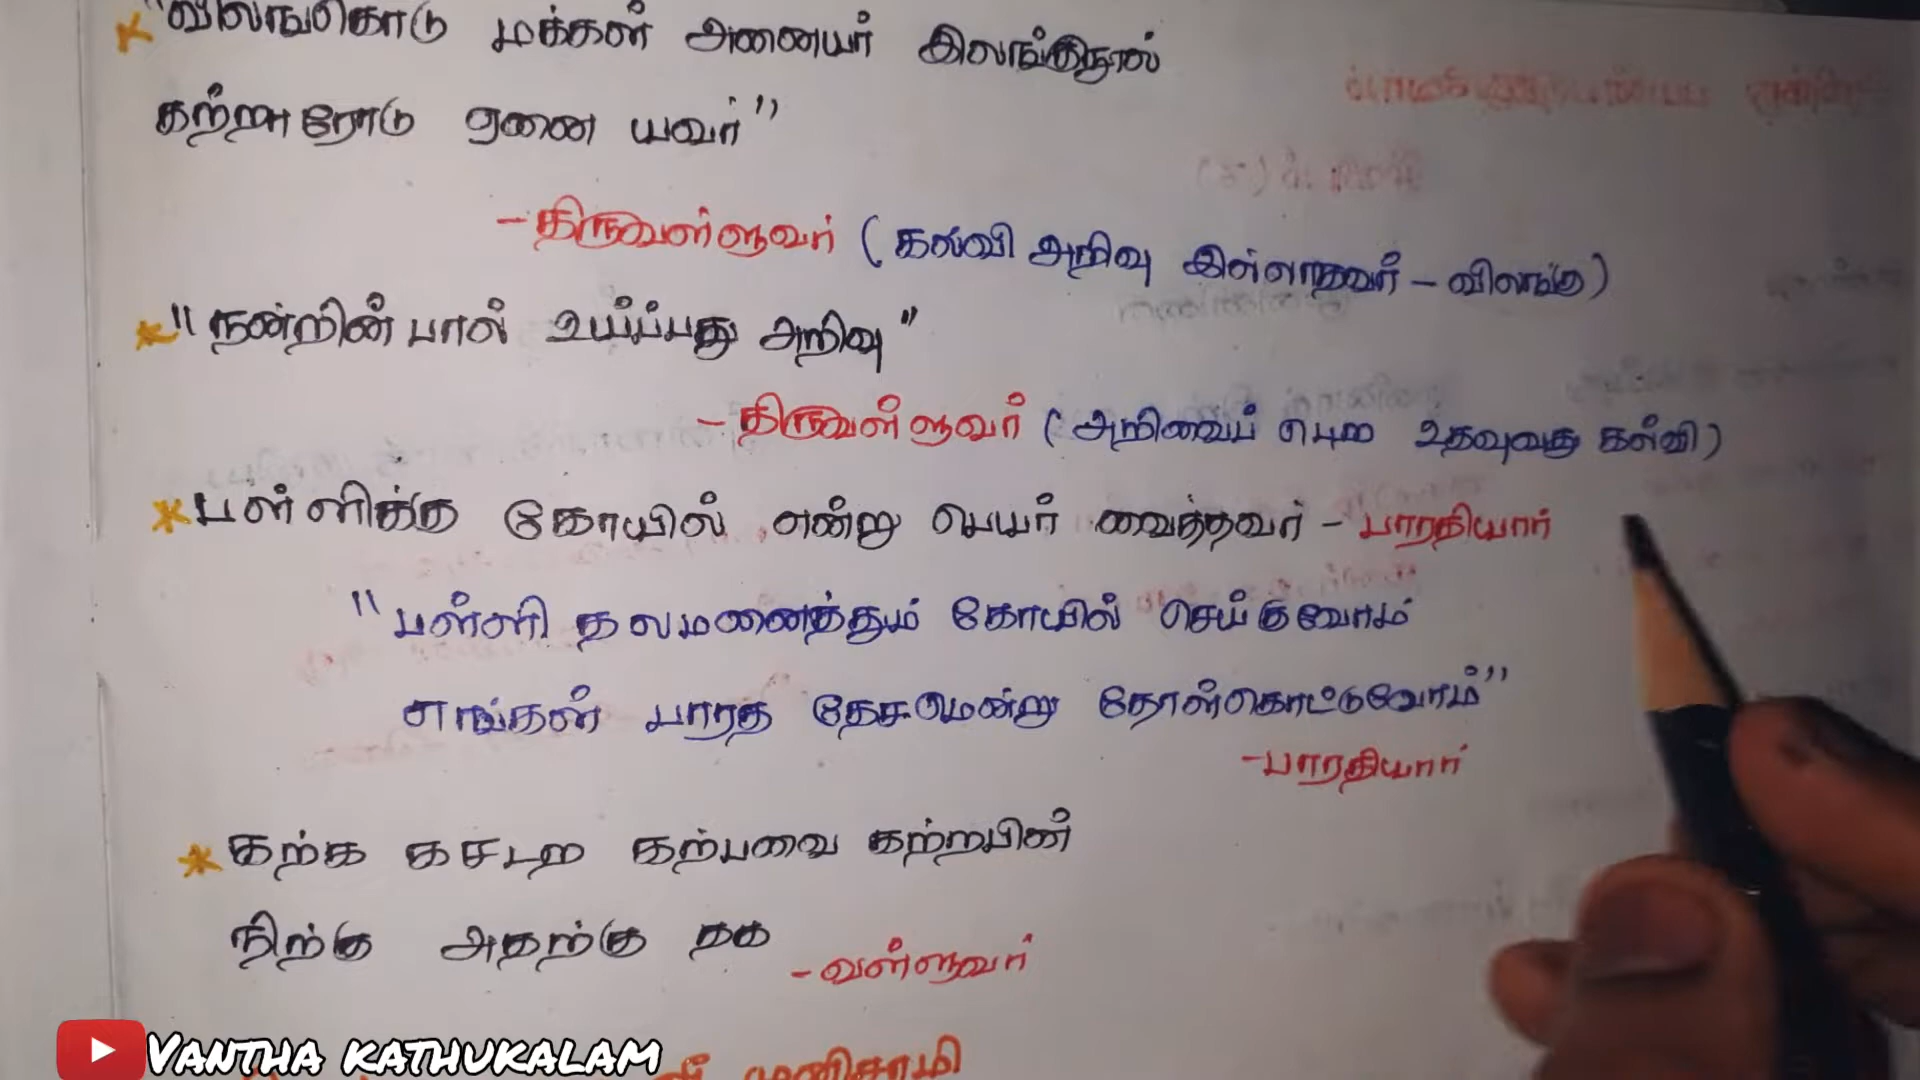 "விலங்கொடு மக்கள் அனையர் இலங்குநூல்
கற்றாரோடு ஏனை யவர்"
- திருவள்ளுவர் (கல்வி அறிவு இல்லாதவர் - விலங்கு)
"நன்றின்பால் உய்ப்பது அறிவு"
- திருவள்ளுவர் (அறிவைப் பெற உதவுவது கல்வி)
பள்ளிக்கு கோயில் என்று பெயர் வைத்தவர் - பாரதியார்
"பள்ளி தலமனைத்தும் கோயில் செய்குவோம்
எங்கள் பாரத தேசமென்று தோள்கொட்டுவோம்"
- பாரதியார்
கற்க கசடற கற்பவை கற்றபின்
நிற்க அதற்கு தக
- வள்ளுவர்
முனிசாமி
VANTHA KATHUKALAM